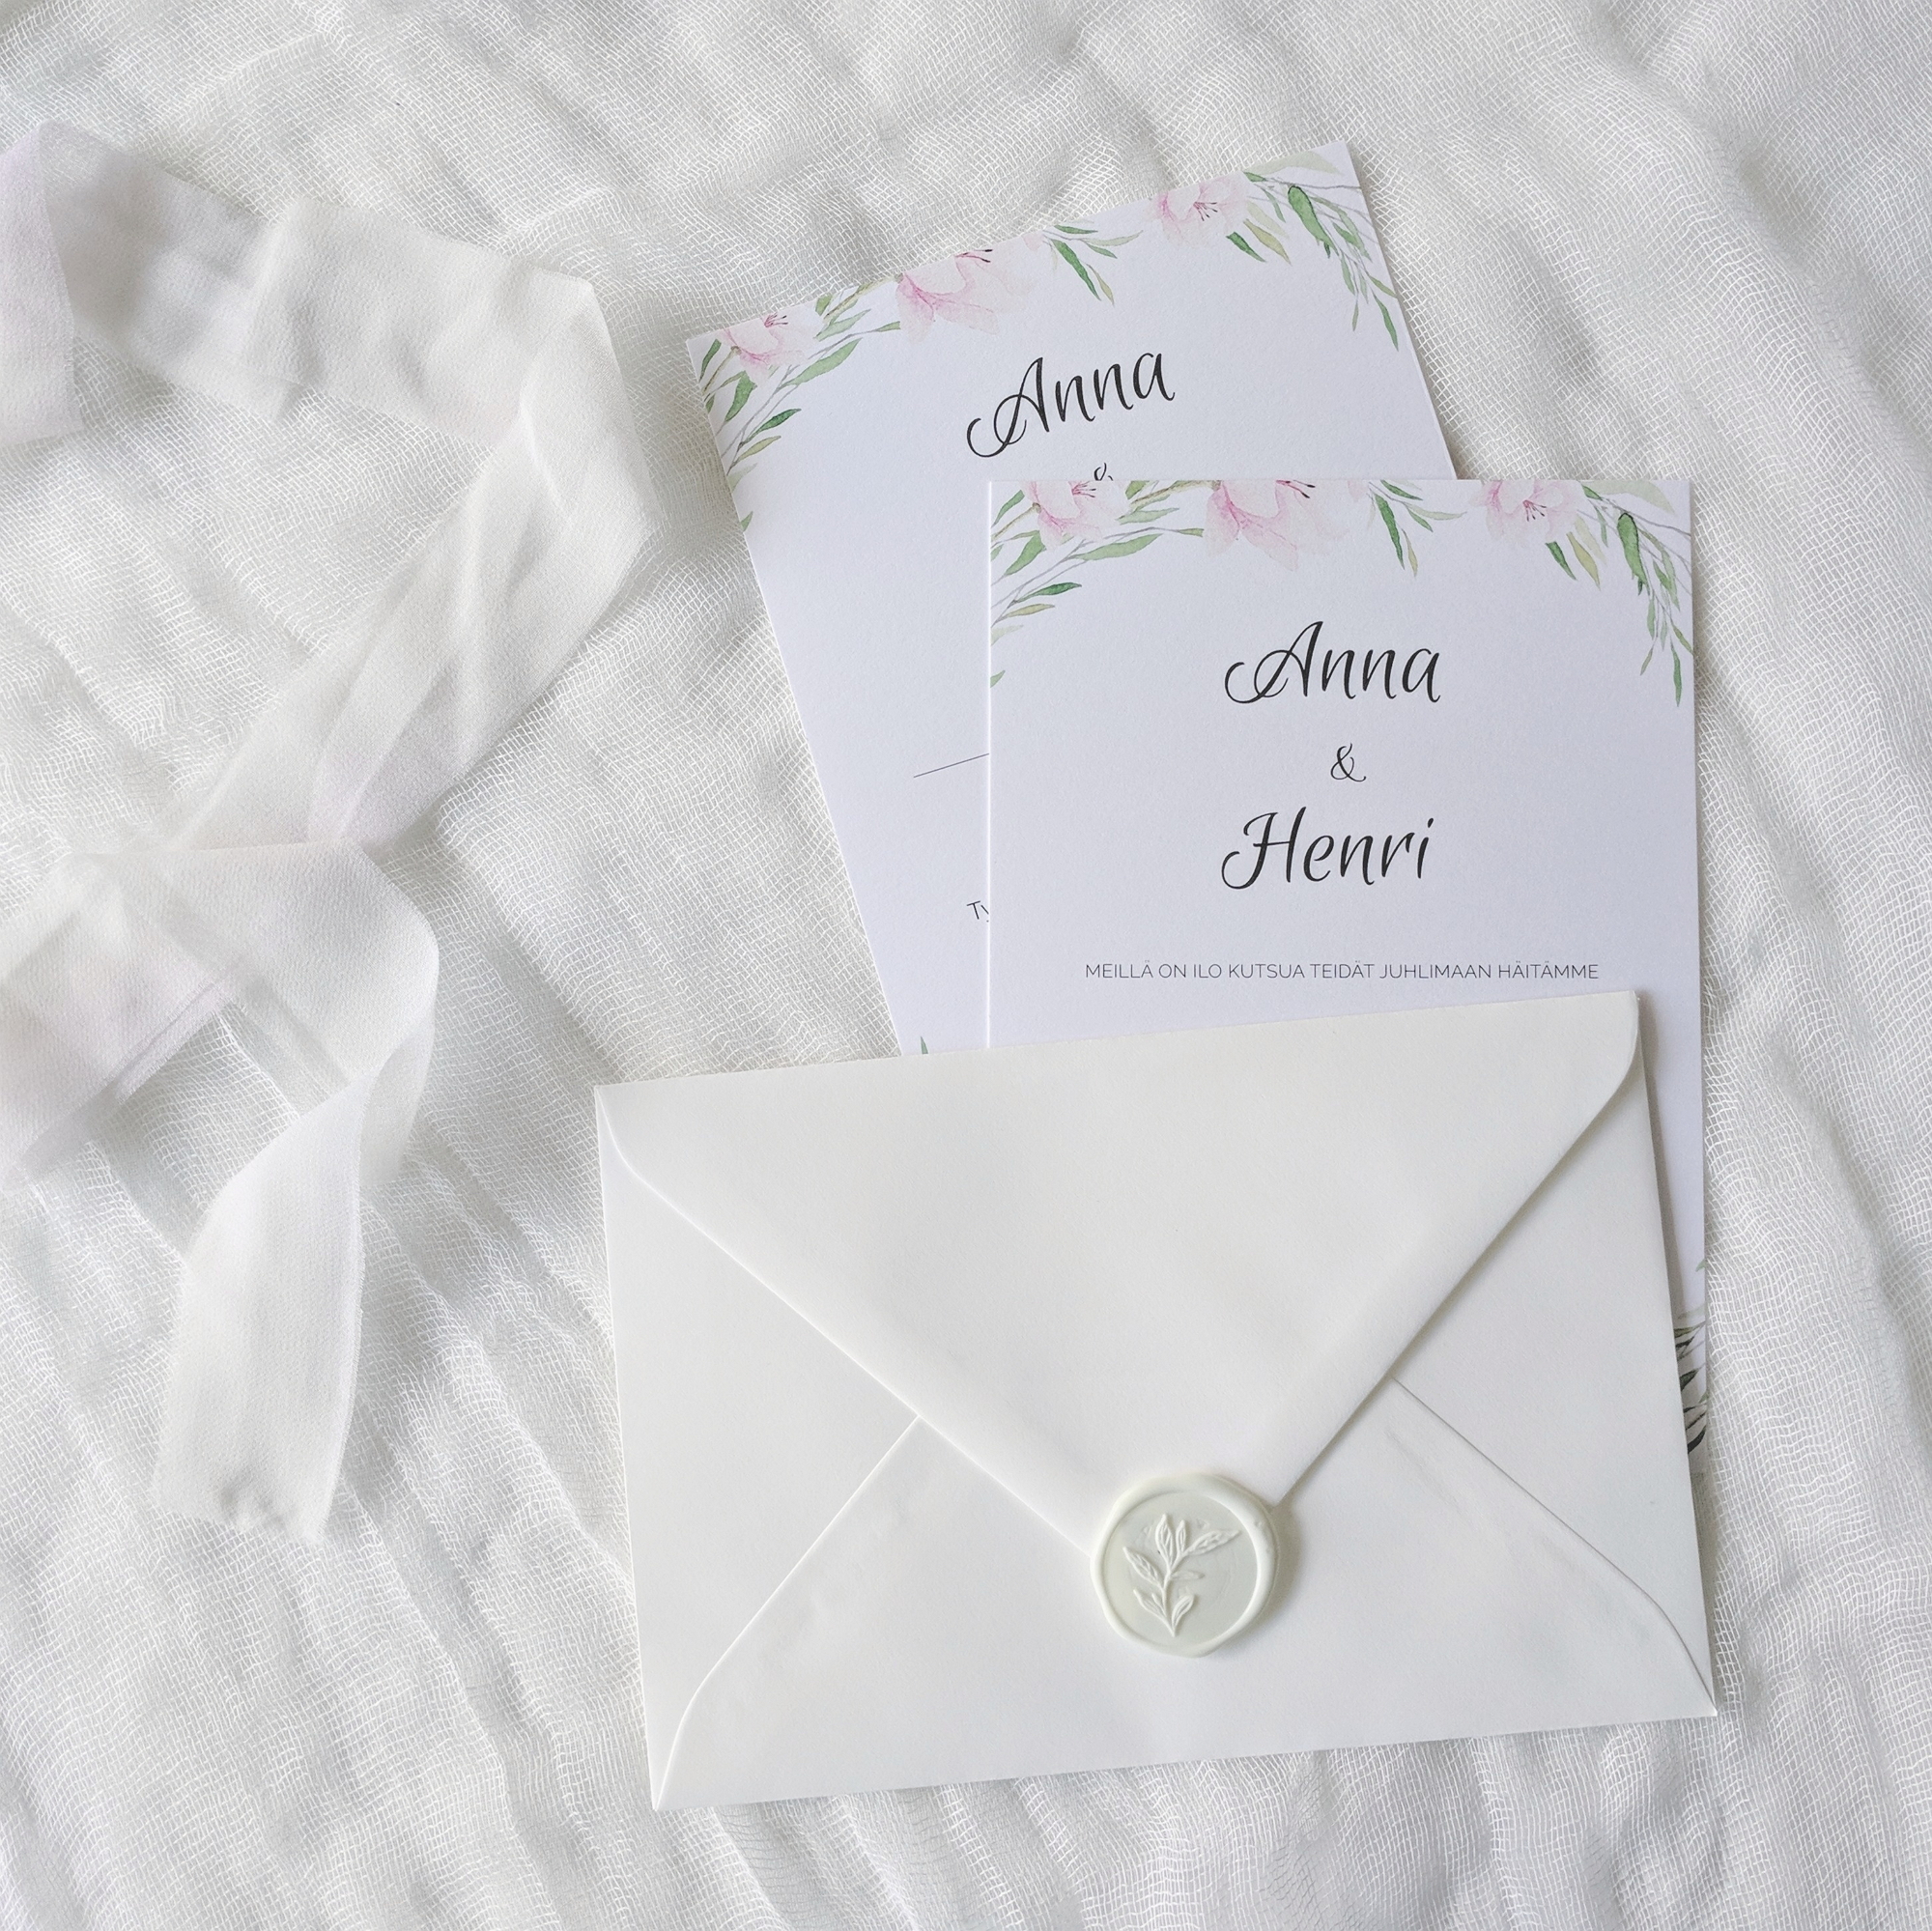 Anna
&
Anna
&
Henri
MEILLÄ ON ILO KUTSUA TEIDÄT JUHLIMAAN HÄITÄMME